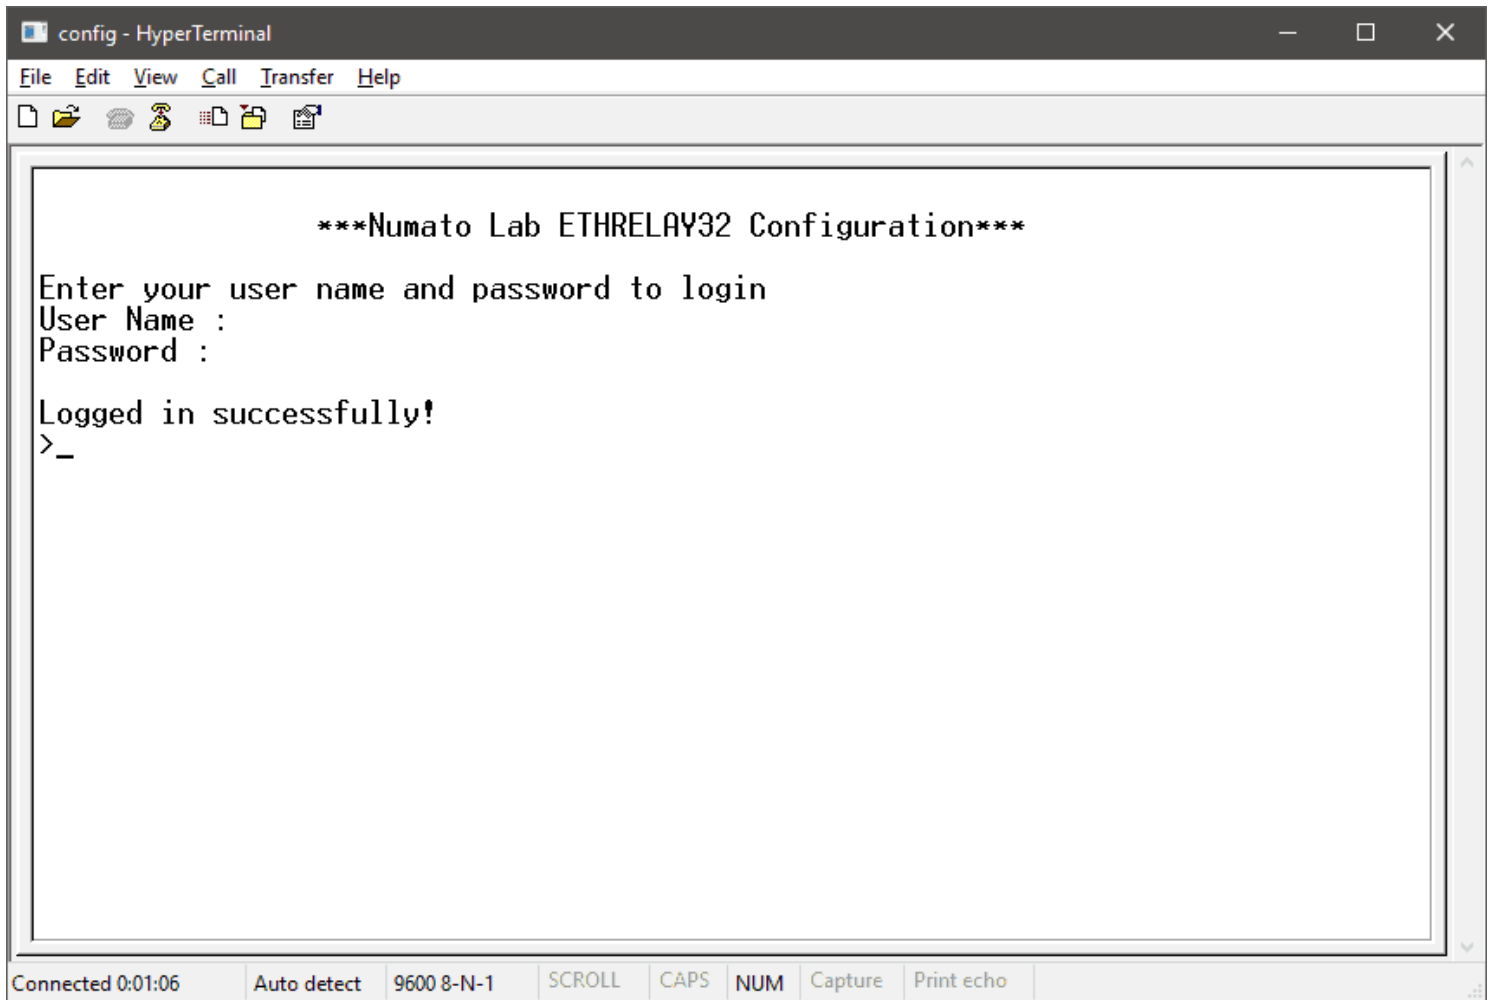 config - HyperTerminal
File Edit View Call Transfer Help
***Numato Lab ETHRELAY32 Configuration***
Enter your user name and password to login
User Name :
Password :
Logged in successfully!
>_
Connected 0:01:06 Auto detect 9600 8-N-1 SCROLL CAPS NUM Capture Print echo